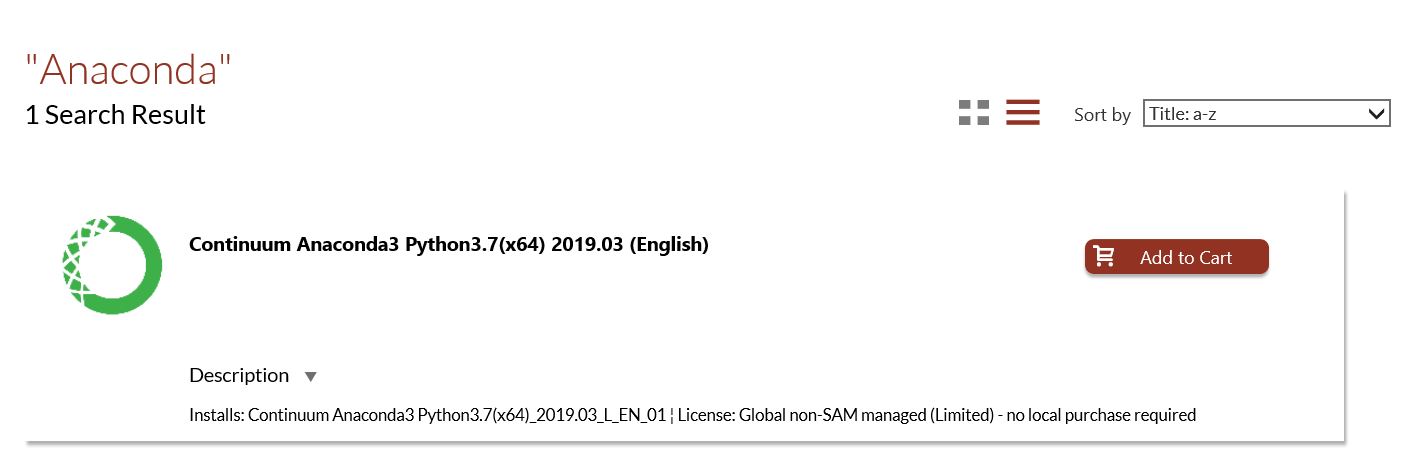 "Anaconda"
1 Search Result
Sort by Title: a-z
Continuum Anaconda3 Python3.7(x64) 2019.03 (English)
Add to Cart
Description
Installs: Continuum Anaconda3 Python3.7(x64)_2019.03_L_EN_01 ¦ License: Global non-SAM managed (Limited) - no local purchase required